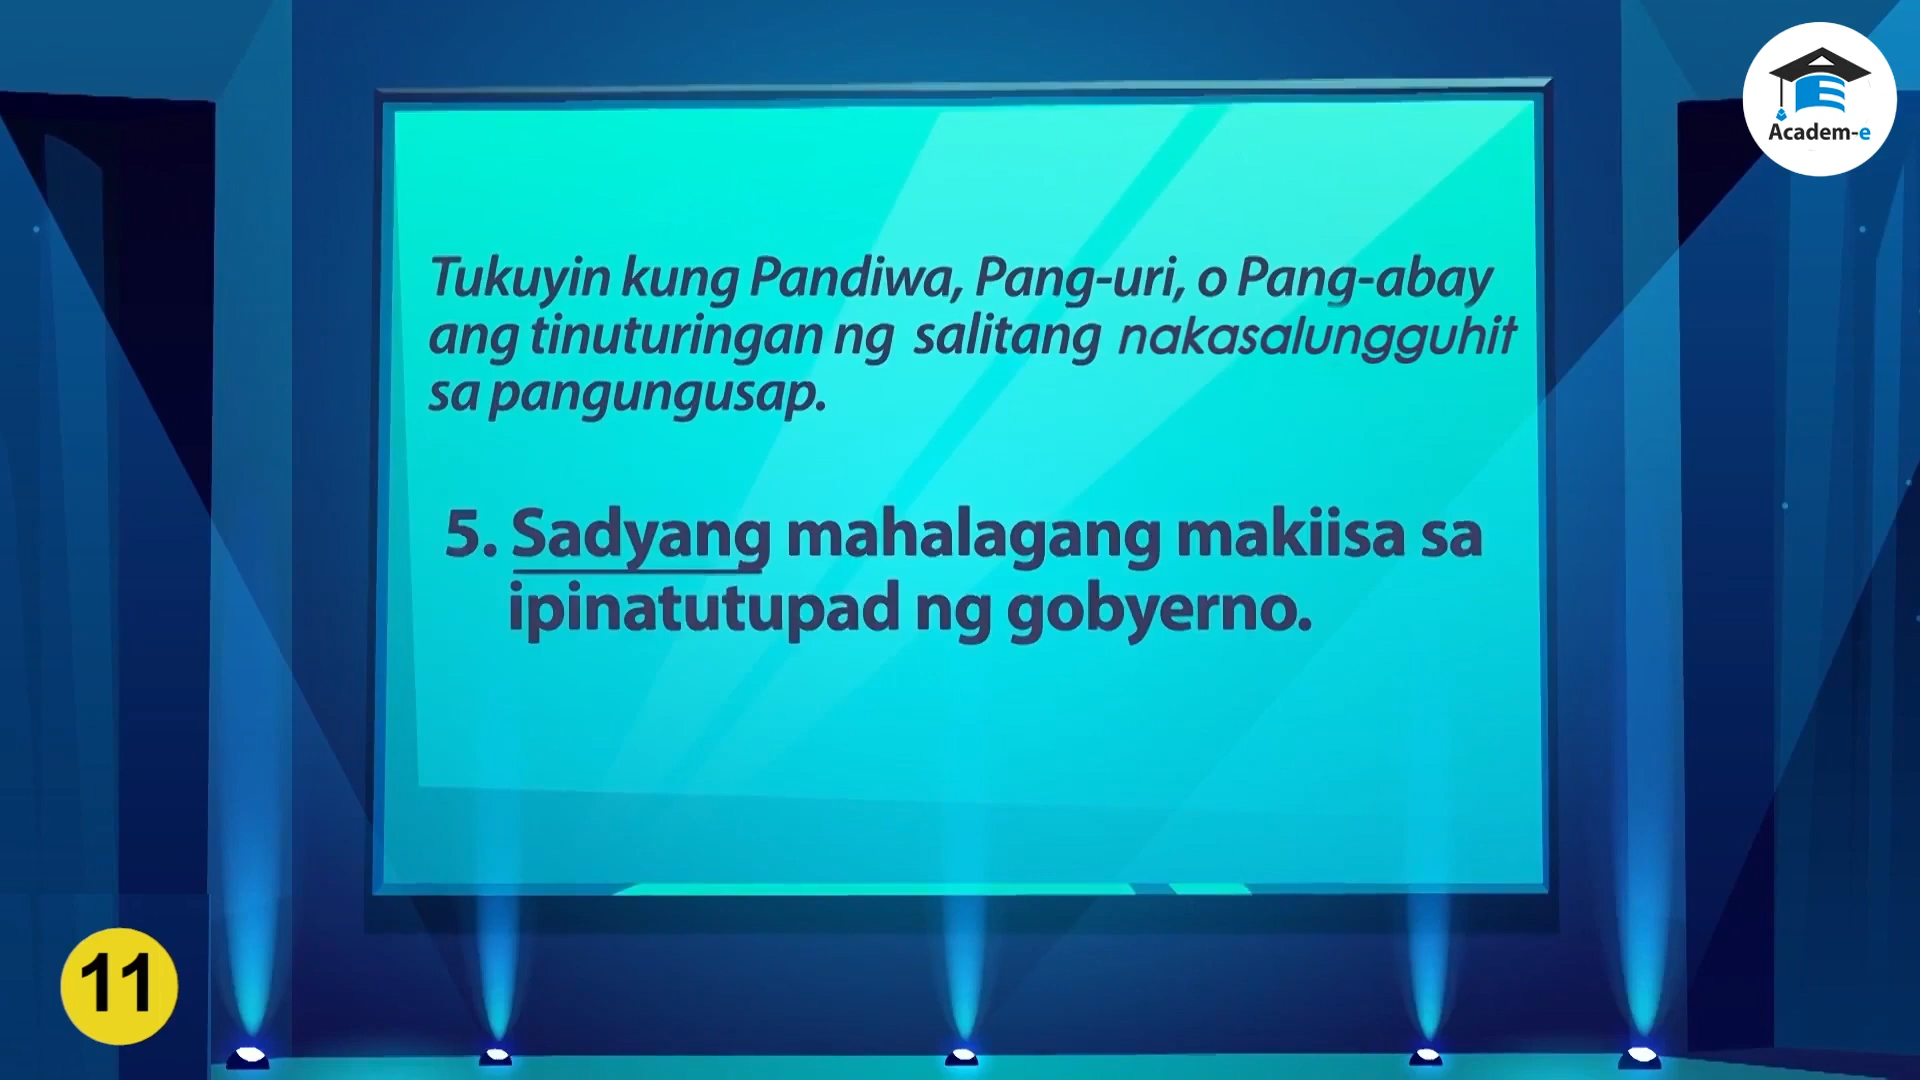 Academ-e
Tukuyin kung Pandiwa, Pang-uri, o Pang-abay
ang tinuturingan ng salitang nakasalungguhit
sa pangungusap.
5. Sadyang mahalagang makiisa sa
ipinatutupad ng gobyerno.
11